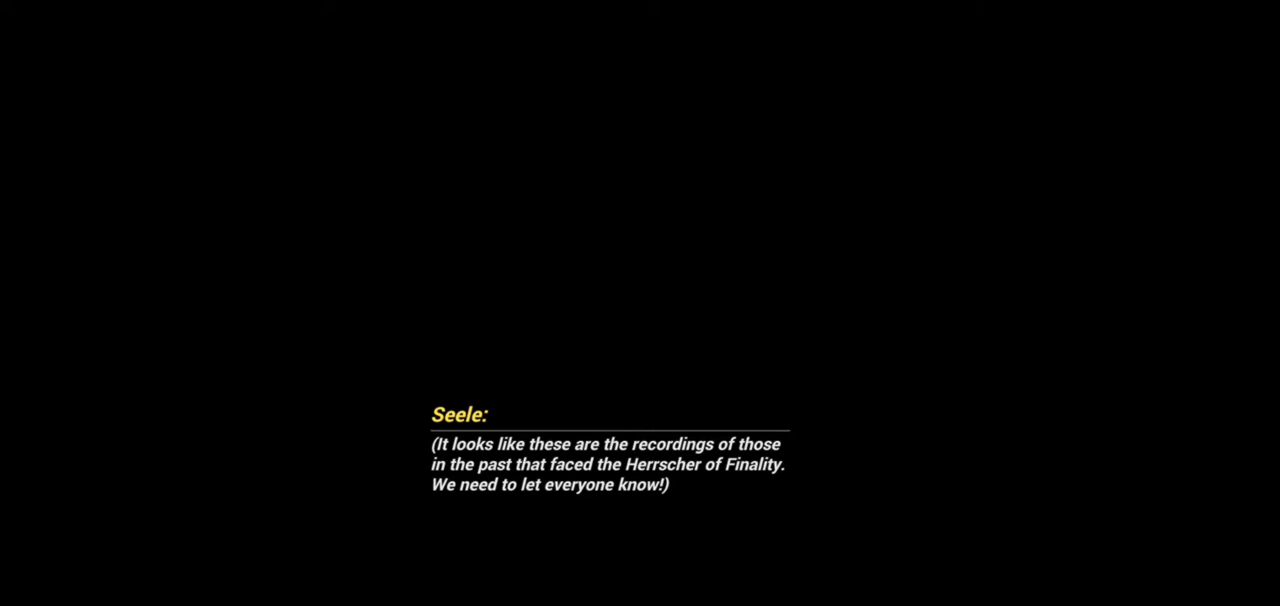 Seele:
(It looks like these are the recordings of those
in the past that faced the Herrscher of Finality.
We need to let everyone know!)